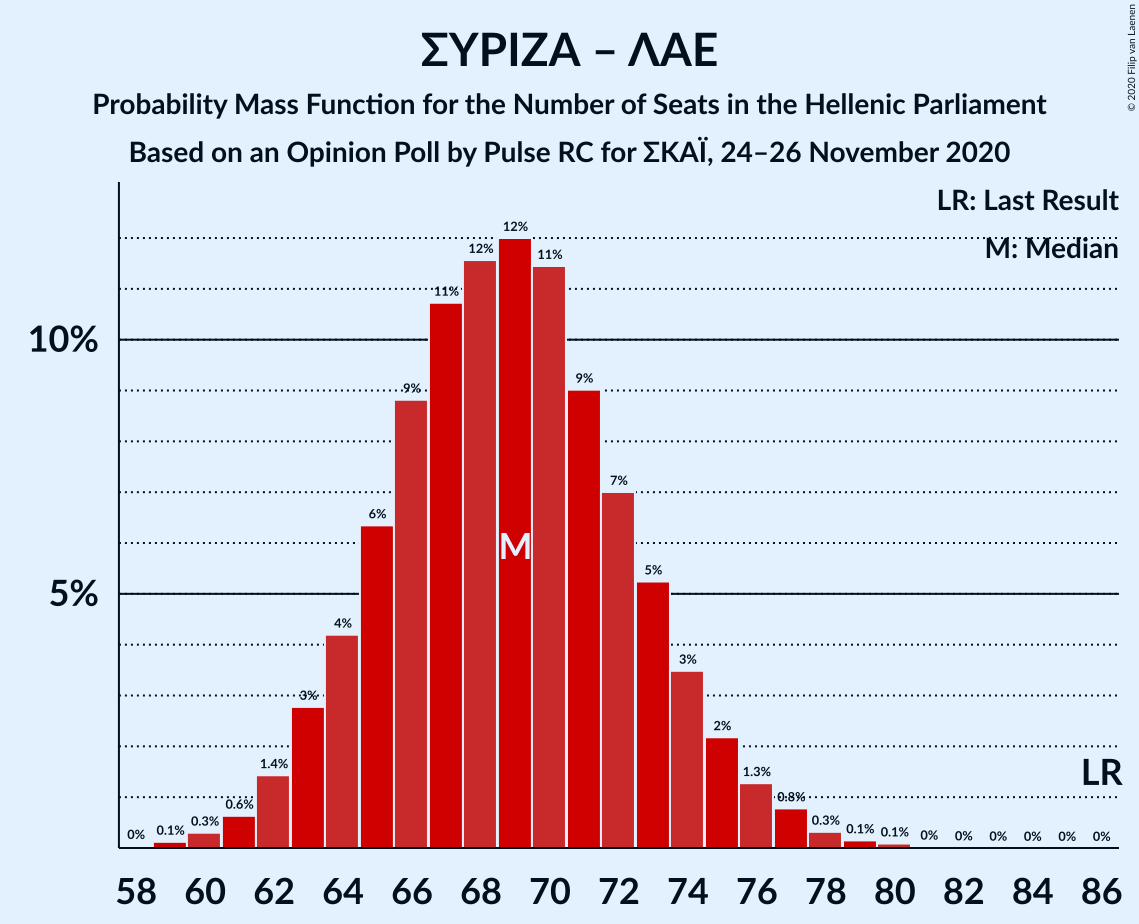 ΣΥΡΙΖΑ – ΛΑΕ
Probability Mass Function for the Number of Seats in the Hellenic Parliament
Based on an Opinion Poll by Pulse RC for ΣΚΑΪ, 24–26 November 2020
© 2020 Filip van Laenen
LR: Last Result
M: Median
10%
5%
0% 0.1% 0.3% 0.6% 1.4% 3% 4% 6% 9% 11% 12% 12% 11% 9% 7% 5% 3% 2% 1.3% 0.8% 0.3% 0.1% 0.1% 0% 0% 0% 0% 0% 0%
M
LR
58 60 62 64 66 68 70 72 74 76 78 80 82 84 86